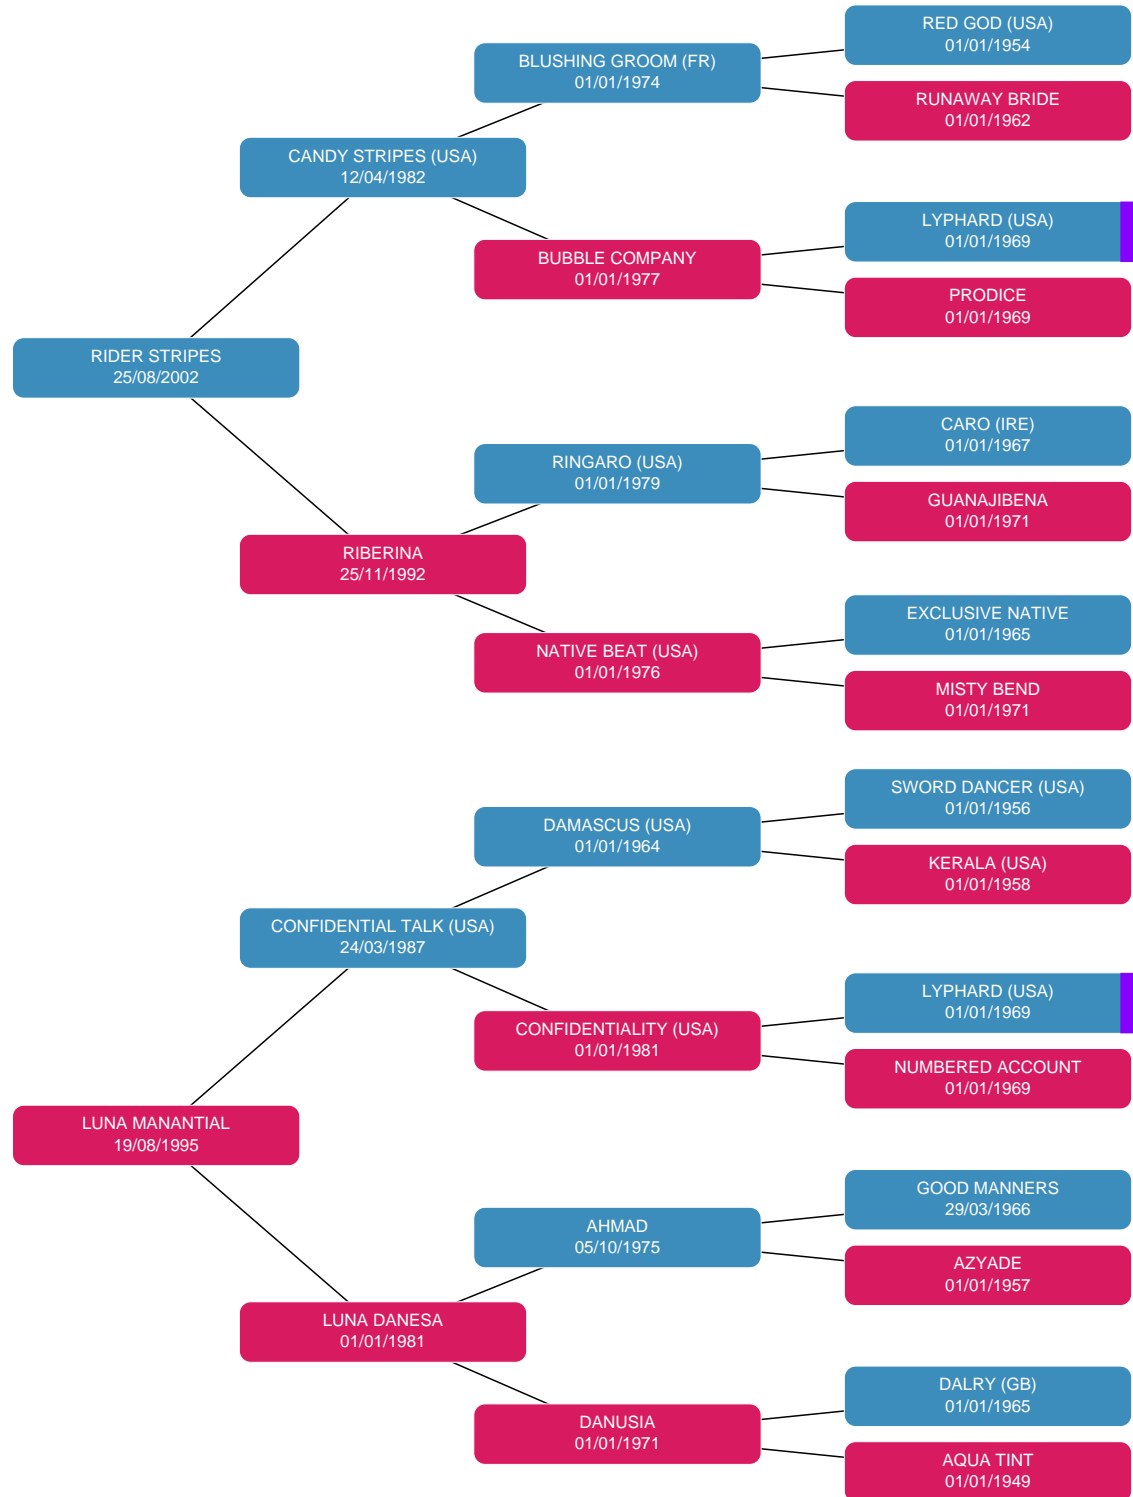 RED GOD (USA)
01/01/1954
BLUSHING GROOM (FR)
01/01/1974
RUNAWAY BRIDE
01/01/1962
CANDY STRIPES (USA)
12/04/1982
LYPHARD (USA)
01/01/1969
BUBBLE COMPANY
01/01/1977
PRODICE
01/01/1969
RIDER STRIPES
25/08/2002
CARO (IRE)
01/01/1967
RINGARO (USA)
01/01/1979
GUANAJIBENA
01/01/1971
RIBERINA
25/11/1992
EXCLUSIVE NATIVE
01/01/1965
NATIVE BEAT (USA)
01/01/1976
MISTY BEND
01/01/1971
SWORD DANCER (USA)
01/01/1956
DAMASCUS (USA)
01/01/1964
KERALA (USA)
01/01/1958
CONFIDENTIAL TALK (USA)
24/03/1987
LYPHARD (USA)
01/01/1969
CONFIDENTIALITY (USA)
01/01/1981
NUMBERED ACCOUNT
01/01/1969
LUNA MANANTIAL
19/08/1995
GOOD MANNERS
29/03/1966
AHMAD
05/10/1975
AZYADE
01/01/1957
LUNA DANESA
01/01/1981
DALRY (GB)
01/01/1965
DANUSIA
01/01/1971
AQUA TINT
01/01/1949